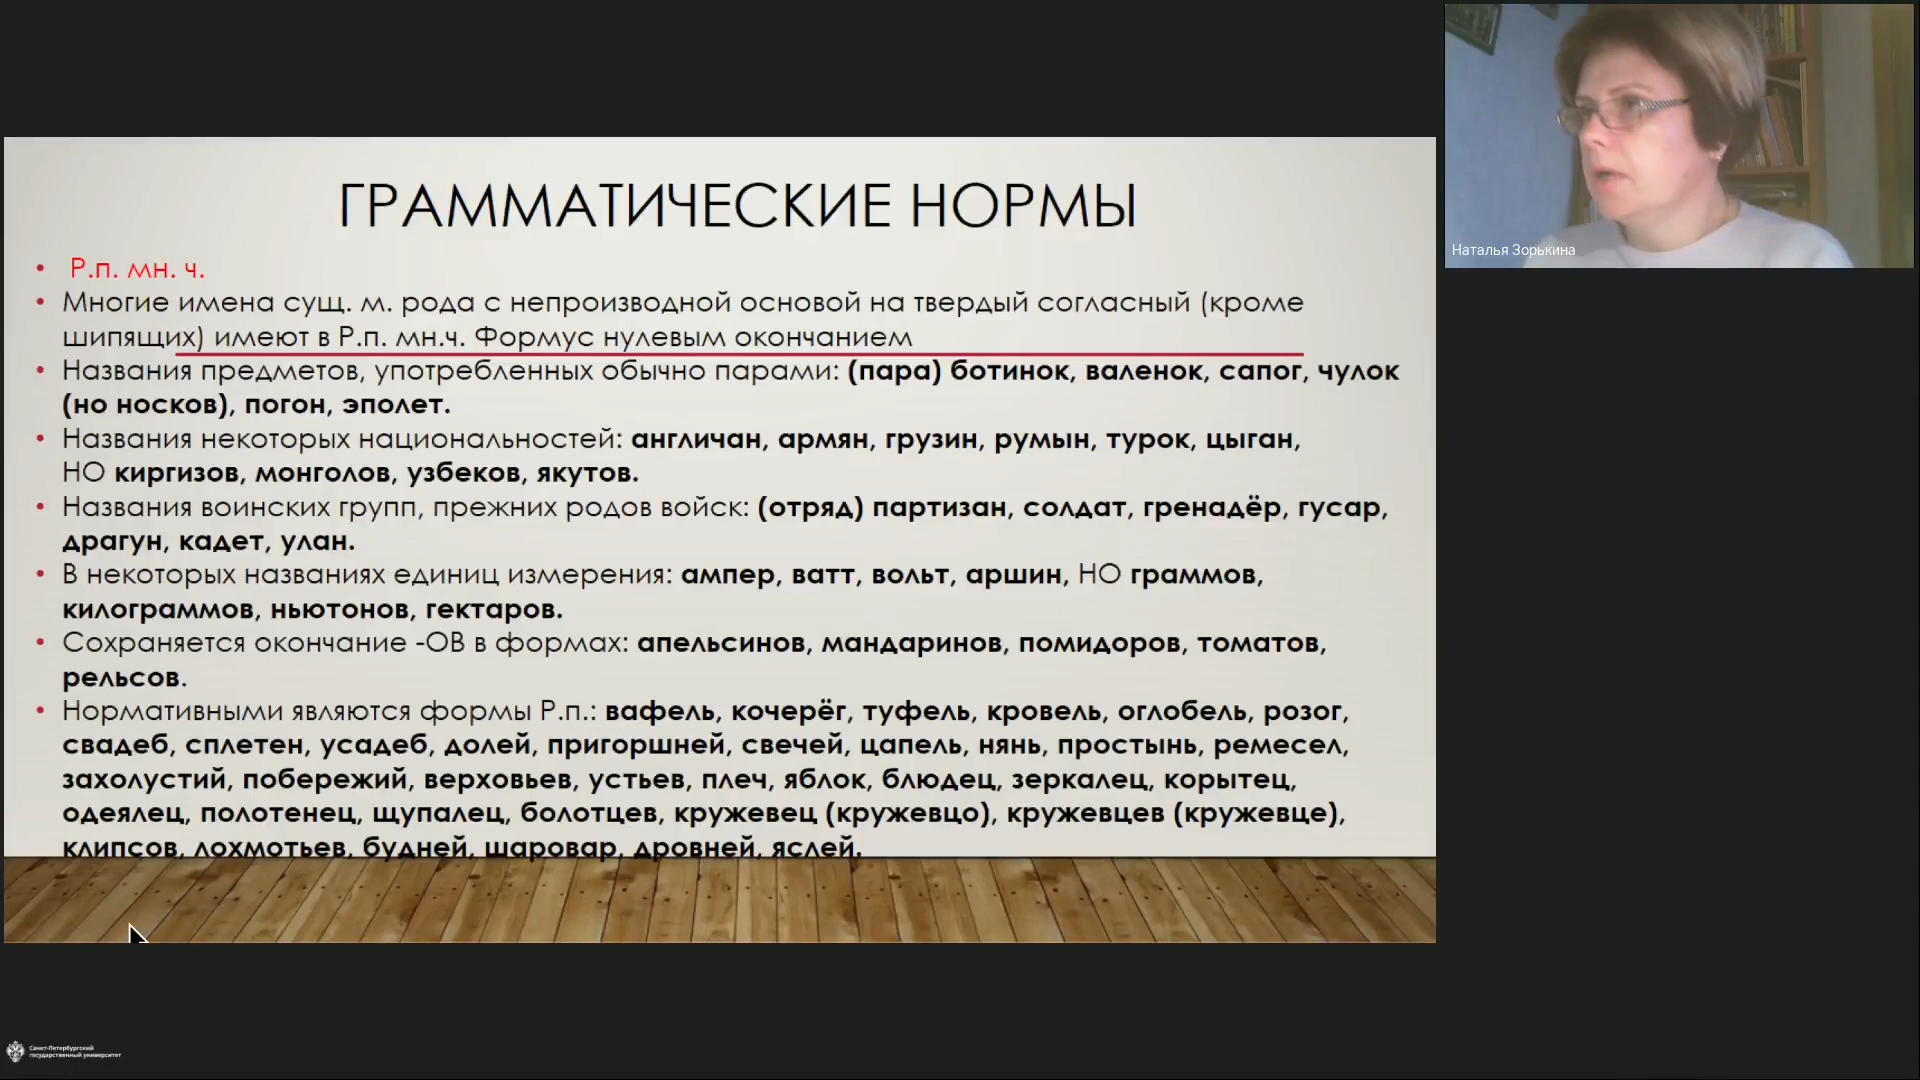 ГРАММАТИЧЕСКИЕ НОРМЫ
• Р.п. мн. ч.
• Многие имена сущ. м. рода с непроизводной основой на твердый согласный (кроме
шипящих) имеют в Р.п. мн.ч. Формус нулевым окончанием
• Названия предметов, употребленных обычно парами: (пара) ботинок, валенок, сапог, чулок
(но носков), погон, эполет.
• Названия некоторых национальностей: англичан, армян, грузин, румын, турок, цыган,
НО киргизов, монголов, узбеков, якутов.
• Названия воинских групп, прежних родов войск: (отряд) партизан, солдат, гренадёр, гусар,
драгун, кадет, улан.
• В некоторых названиях единиц измерения: ампер, ватт, вольт, аршин, НО граммов,
килограммов, ньютонов, гектаров.
• Сохраняется окончание -ОВ в формах: апельсинов, мандаринов, помидоров, томатов,
рельсов.
• Нормативными являются формы Р.п.: вафель, кочерёг, туфель, кровель, оглобель, розог,
свадеб, сплетен, усадеб, долей, пригоршней, свечей, цапель, нянь, простынь, ремесел,
захолустий, побережий, верховьев, устьев, плеч, яблок, блюдец, зеркалец, корытец,
одеялец, полотенец, щупалец, болотцев, кружевец (кружевцо), кружевцев (кружевце),
клипсов, лохмотьев, будней, шаровар, дровней, яслей.
Наталья Зорькина
Санкт-Петербургский
государственный университет